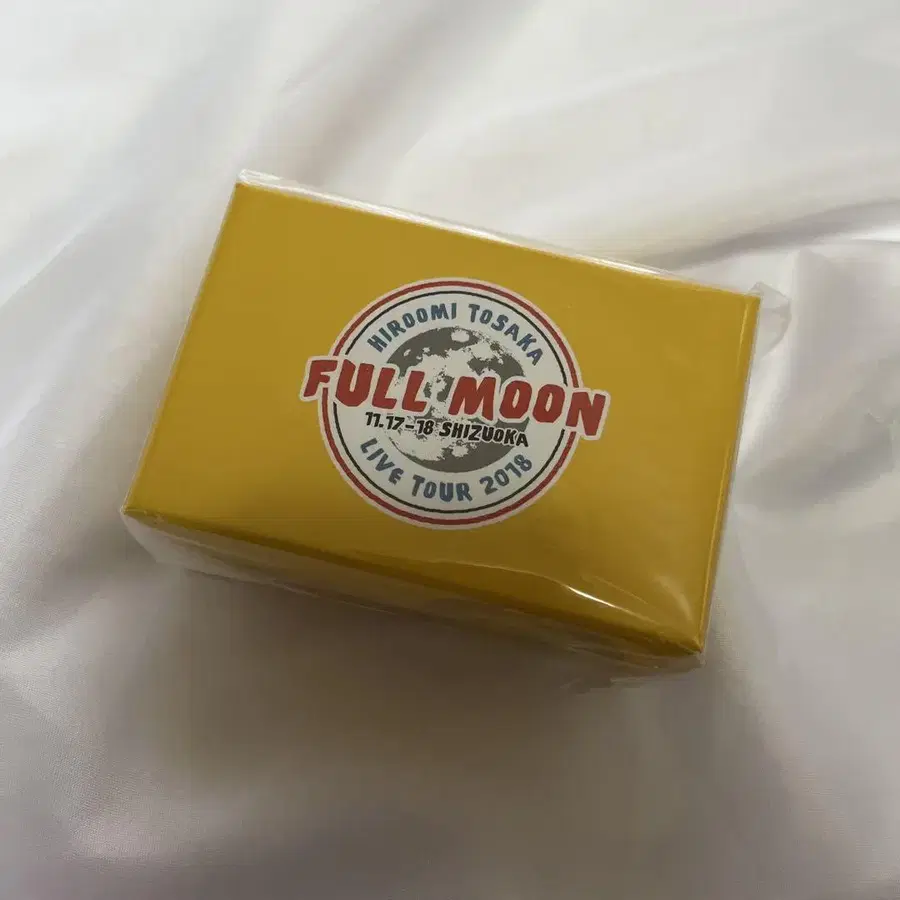 HIROOMI TOSAKA
FULL MOON
11.17-18 SHIZUOKA
LIVE TOUR 2018